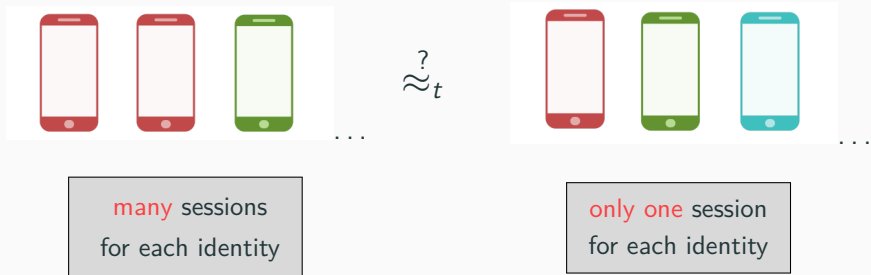 ?
≈t
...
...
many sessions
for each identity
only one session
for each identity